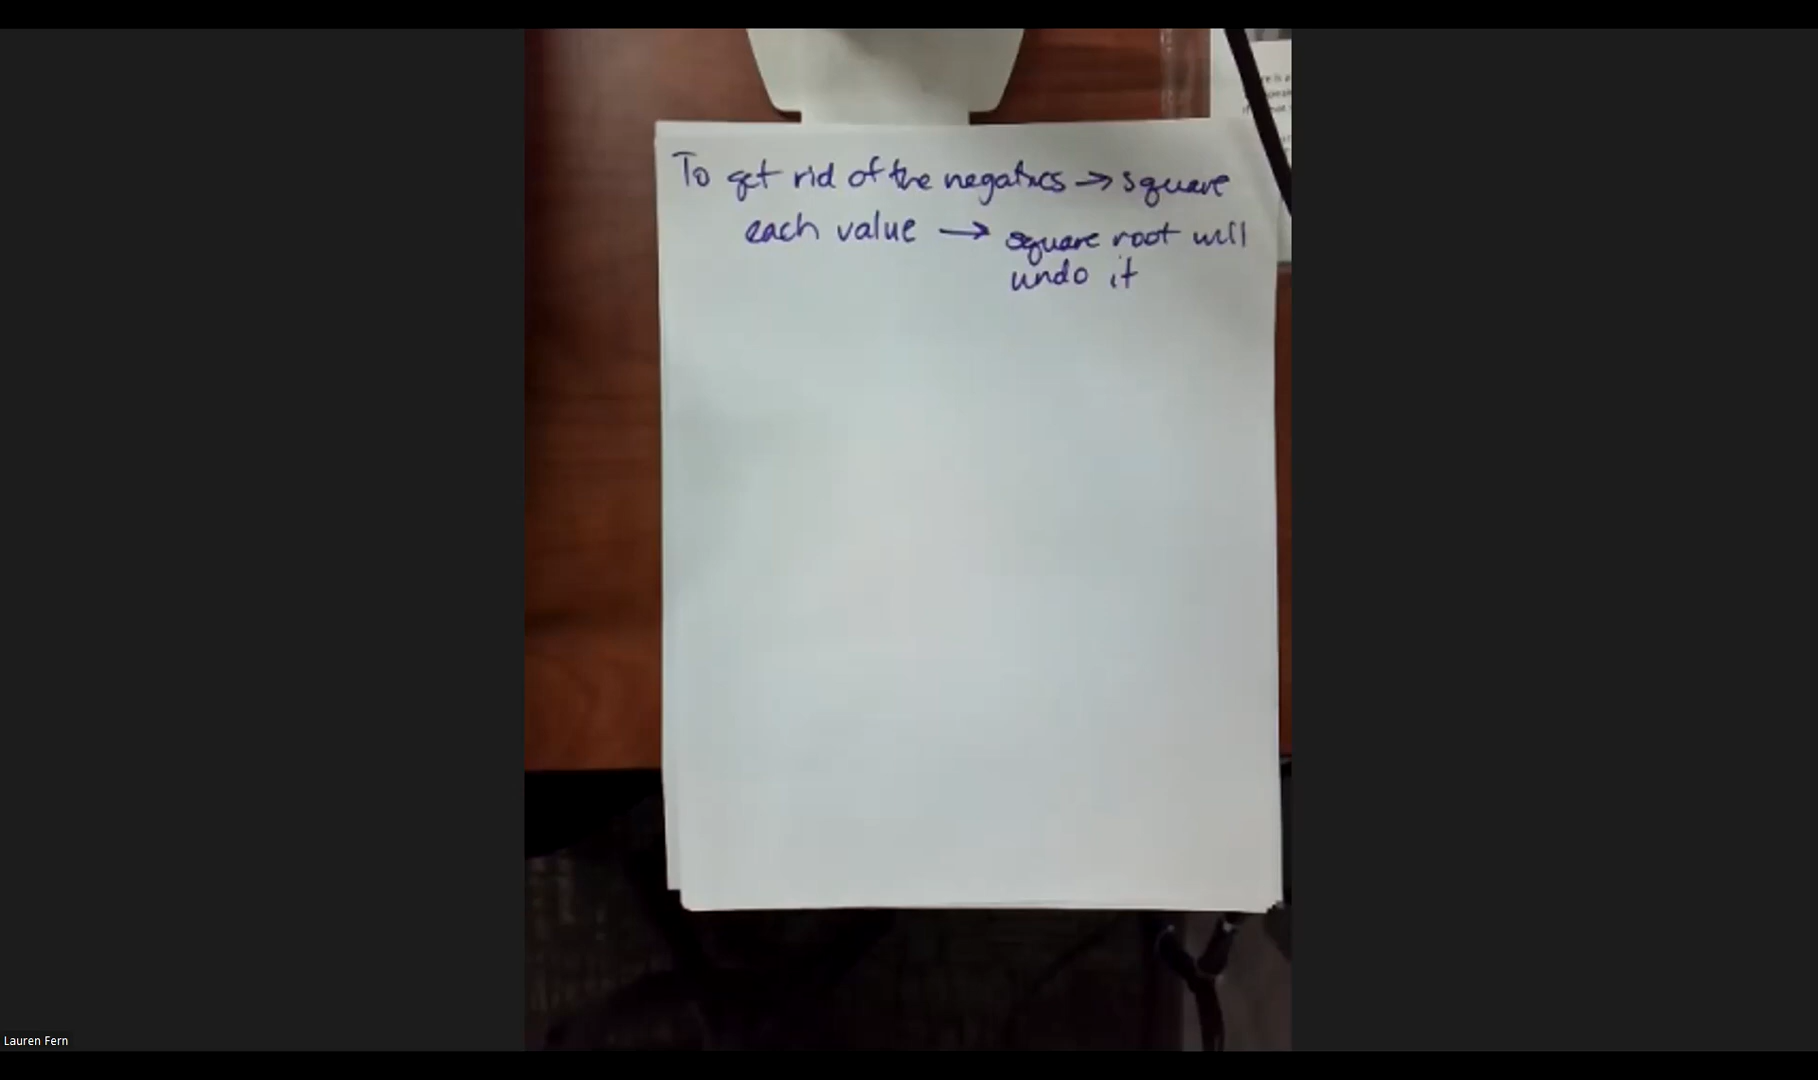 To get rid of the negatives → square
each value → square root will
undo it
Lauren Fern